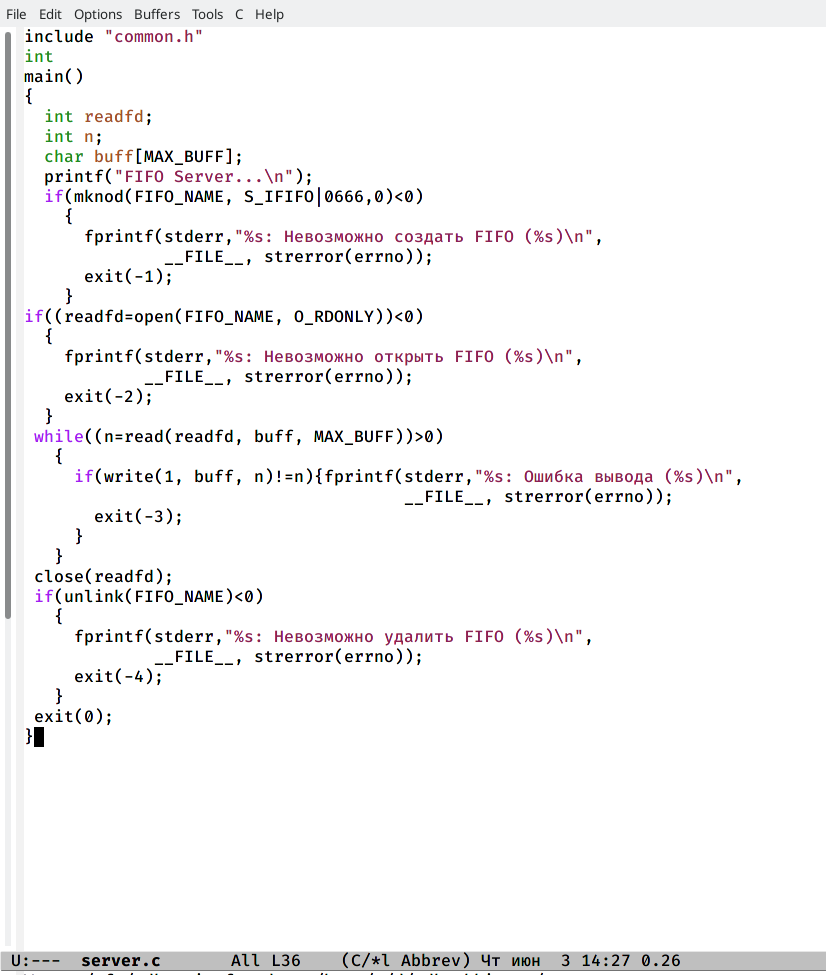 File Edit Options Buffers Tools C Help
include "common.h"
int
main()
{
  int readfd;
  int n;
  char buff[MAX_BUFF];
  printf("FIFO Server...\n");
  if(mknod(FIFO_NAME, S_IFIFO|0666,0)<0)
    {
      fprintf(stderr,"%s: Невозможно создать FIFO (%s)\n",
              __FILE__, strerror(errno));
      exit(-1);
    }
if((readfd=open(FIFO_NAME, O_RDONLY))<0)
  {
    fprintf(stderr,"%s: Невозможно открыть FIFO (%s)\n",
            __FILE__, strerror(errno));
    exit(-2);
  }
 while((n=read(readfd, buff, MAX_BUFF))>0)
   {
     if(write(1, buff, n)!=n){fprintf(stderr,"%s: Ошибка вывода (%s)\n",
                                      __FILE__, strerror(errno));
       exit(-3);
     }
   }
 close(readfd);
 if(unlink(FIFO_NAME)<0)
   {
     fprintf(stderr,"%s: Невозможно удалить FIFO (%s)\n",
             __FILE__, strerror(errno));
     exit(-4);
   }
 exit(0);
}
U:--- server.c All L36 (C/*l Abbrev) Чт июн 3 14:27 0.26